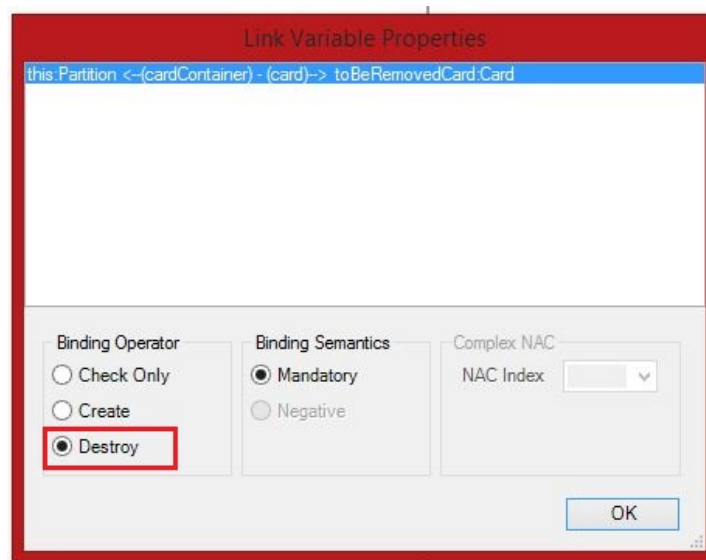 Link Variable Properties
this:Partition <--(cardContainer) - (card)--> toBeRemovedCard:Card
Binding Operator
Check Only
Create
Destroy
Binding Semantics
Mandatory
Negative
Complex NAC
NAC Index
OK